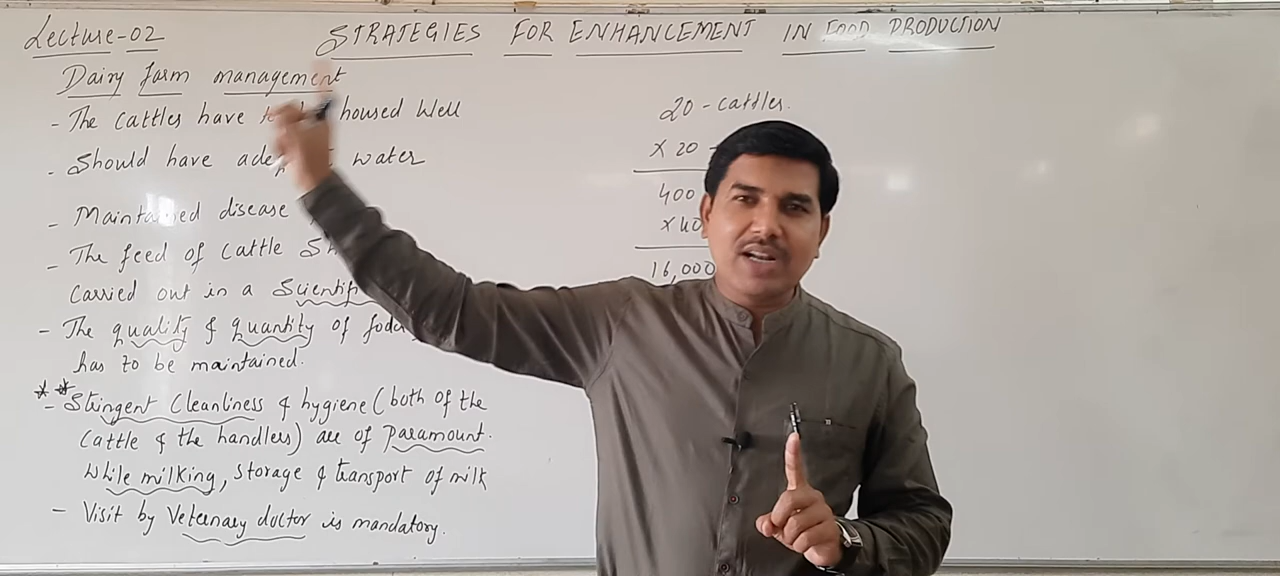 Lecture-02
STRATEGIES FOR ENHANCEMENT IN FOOD PRODUCTION
Dairy farm management
- The cattles have housed well
- Should have water
- Maintained disease
- The feed of cattle
Carried out in a
- The quality & quantity of
has to be maintained.
** - Stringent Cleanliness & hygiene (both of the
Cattle & the handlers) are of paramount.
while milking, storage & transport of milk
- Visit by Veternary doctor is mandatory.
20 - cattles.
x 20 -
400
x 40
16,000